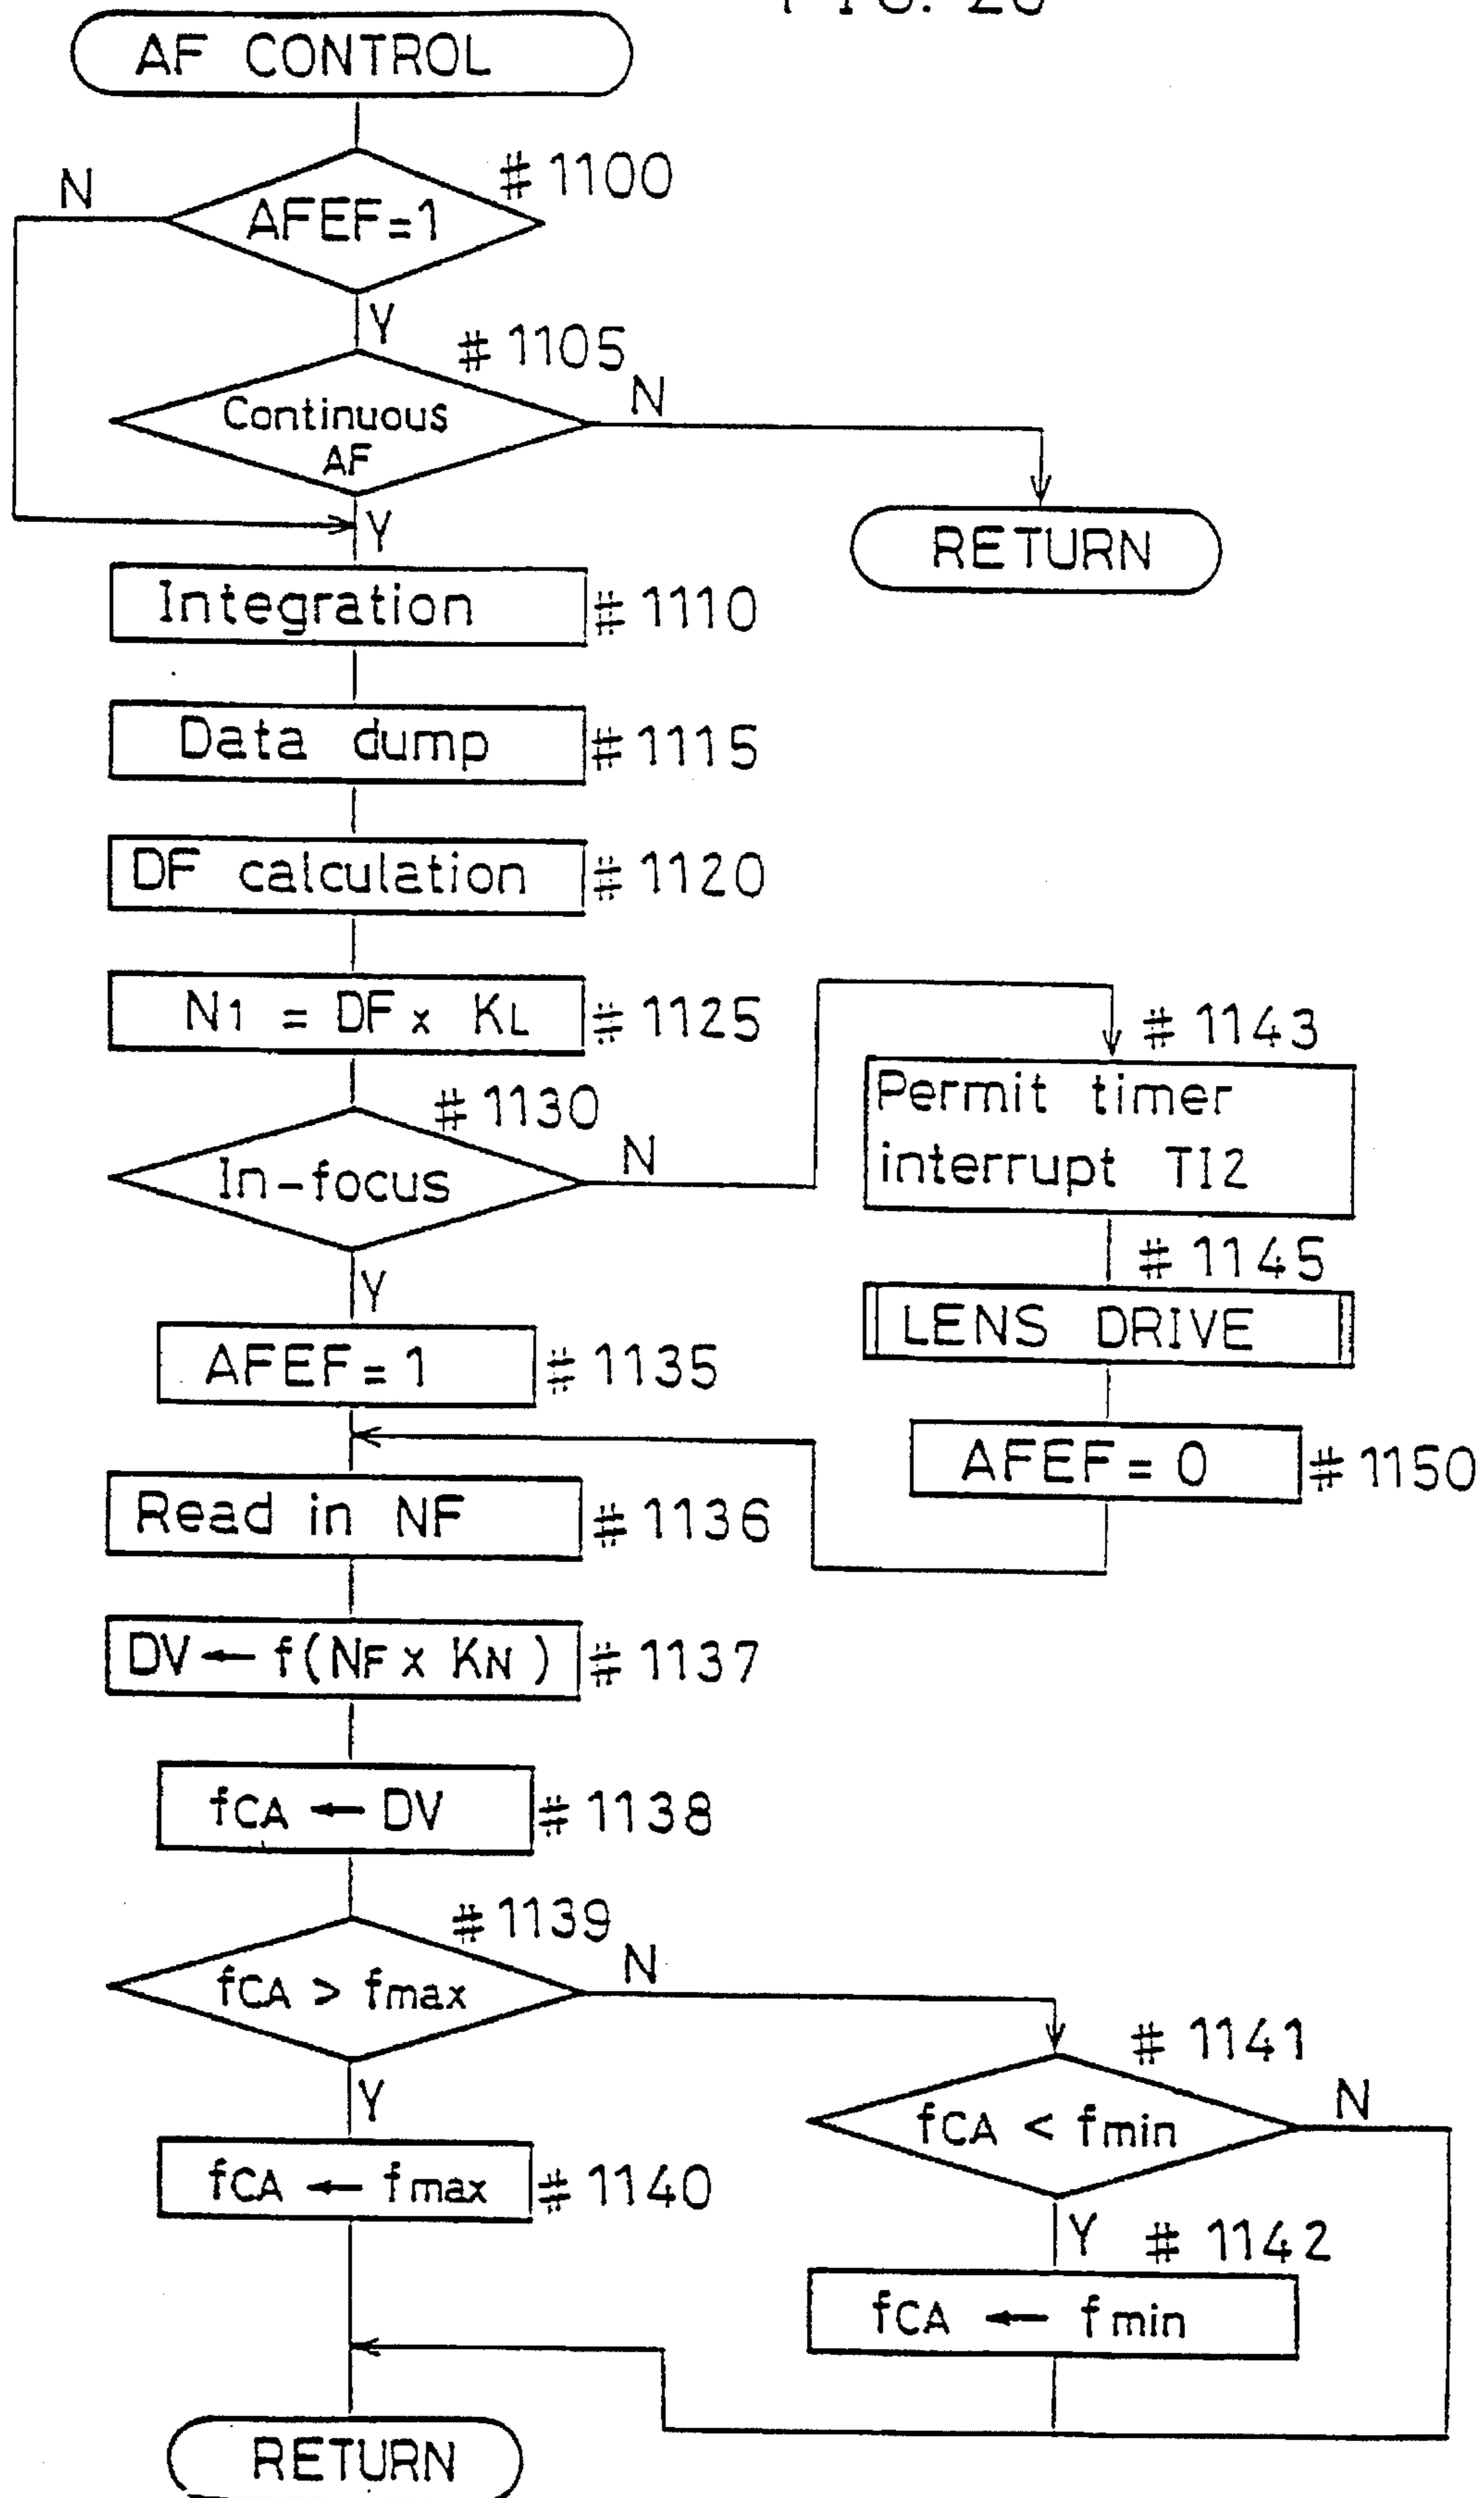 AF CONTROL
#1100
N
AFEF=1
Y
#1105
N
Continuous
AF
Y
RETURN
Integration
#1110
Data dump
#1115
DF calculation
#1120
N1 = DF x KL
#1125
#1130
N
In-focus
Y
#1143
Permit timer
interrupt TI2
#1145
LENS DRIVE
AFEF=1
#1135
AFEF=0
#1150
Read in NF
#1136
DV ← f(NF x KN)
#1137
fCA ← DV
#1138
#1139
N
fCA > fmax
Y
#1141
N
fCA < fmin
Y
#1142
fCA ← fmax
#1140
fCA ← fmin
RETURN